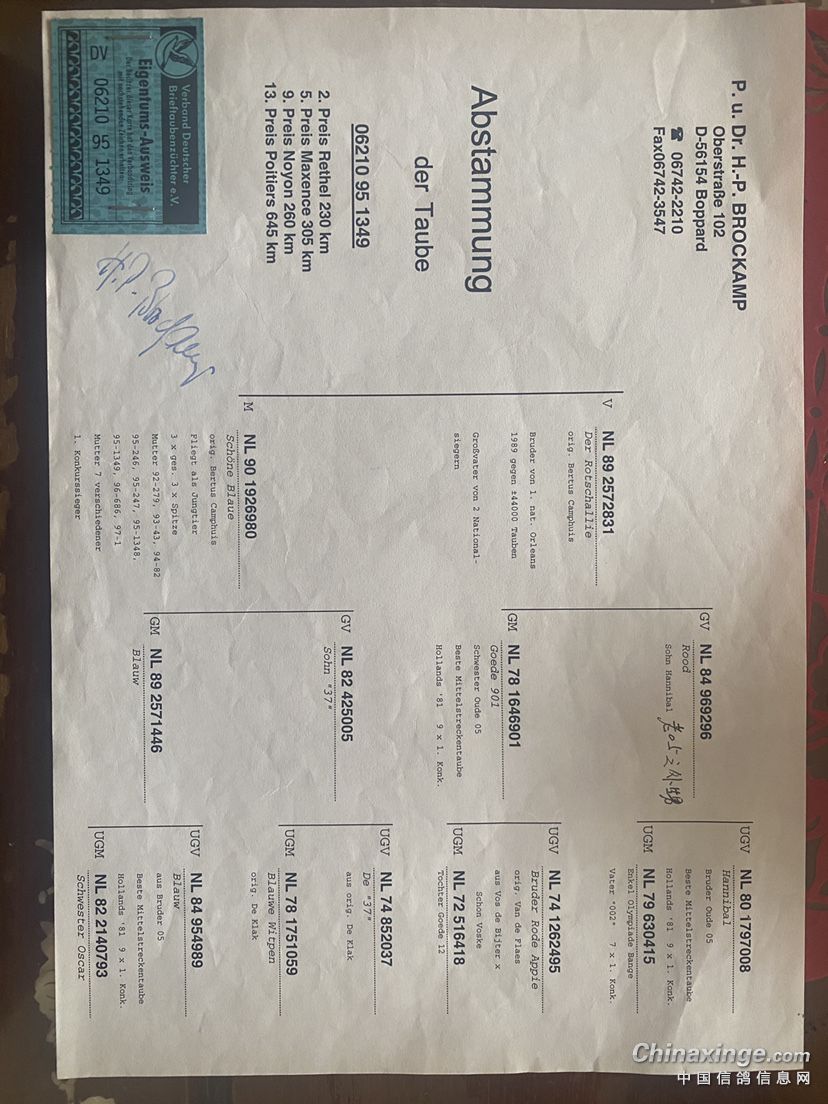 P. u. Dr. H.-P. BROCKAMP
Oberstraße 102
D-56154 Boppard
☎ 06742-2210
Fax06742-3547
Abstammung
der Taube
06210 95 1349
2. Preis Rethel 230 km
5. Preis Maxence 305 km
9. Preis Noyon 260 km
13. Preis Poitiers 645 km
Verband Deutscher
Brieftaubenzüchter e.V.
Eigentums-Ausweis
DV 06210 95 1349
H.P. Brockamp
V NL 89 2572831
Der Rotschallie
orig. Bertus Camphuis
Bruder von 1. nat. Orleans
1989 gegen ±44000 Tauben
Großvater von 2 National-
siegern
M NL 90 1926980
Schöne Blaue
orig. Bertus Camphuis
Fliegt als Jungtier
3 x ges. 3 x Spitze
Mutter 92-279, 93-43, 94-82
95-246, 95-247, 95-1348,
95-1349, 96-686, 97-1
Mutter 7 verschiedener
1. Konkurssieger
GV NL 84 969296
Rood
Sohn Hannibal
GM NL 78 1646901
Goede 901
Schwester Oude 05
Beste Mittelstreckentaube
Hollands '81 9 x 1. Konk.
GV NL 82 425005
Sohn "37"
GM NL 89 2571446
Blauw
UGV NL 80 1797008
Hannibal
Bruder Oude 05
Beste Mittelstreckentaube
Hollands '81 9 x 1. Konk.
UGM NL 79 630415
Enkel Olympiade Bange
Vater "002" 7 x 1. Konk.
UGV NL 74 1262495
Bruder Rode Appie
orig. Van de Flaes
aus Vos de Bijter x
Schon Voske
UGM NL 72 516418
Tochter Goede 12
UGV NL 74 852037
De "37"
aus orig. De Klak
UGM NL 78 1751059
Blauwe Witpen
orig. De Klak
UGV NL 84 954989
Blauw
aus Bruder 05
Beste Mittelstreckentaube
Hollands '81 9 x 1. Konk.
UGM NL 82 2140793
Schwester Oscar
Chinaxinge.com
中国信鸽信息网